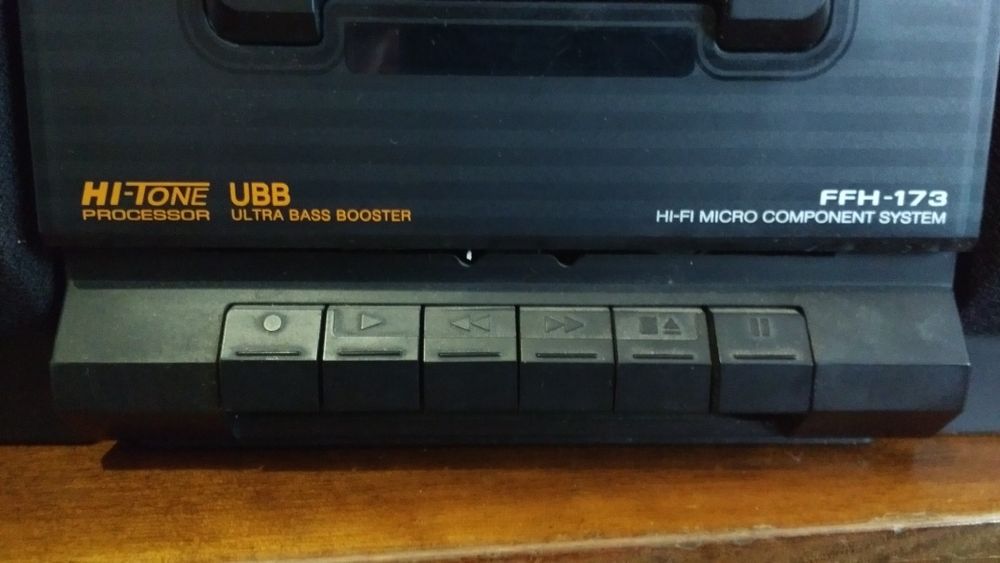 HI-TONE
PROCESSOR
UBB
ULTRA BASS BOOSTER
FFH-173
HI-FI MICRO COMPONENT SYSTEM